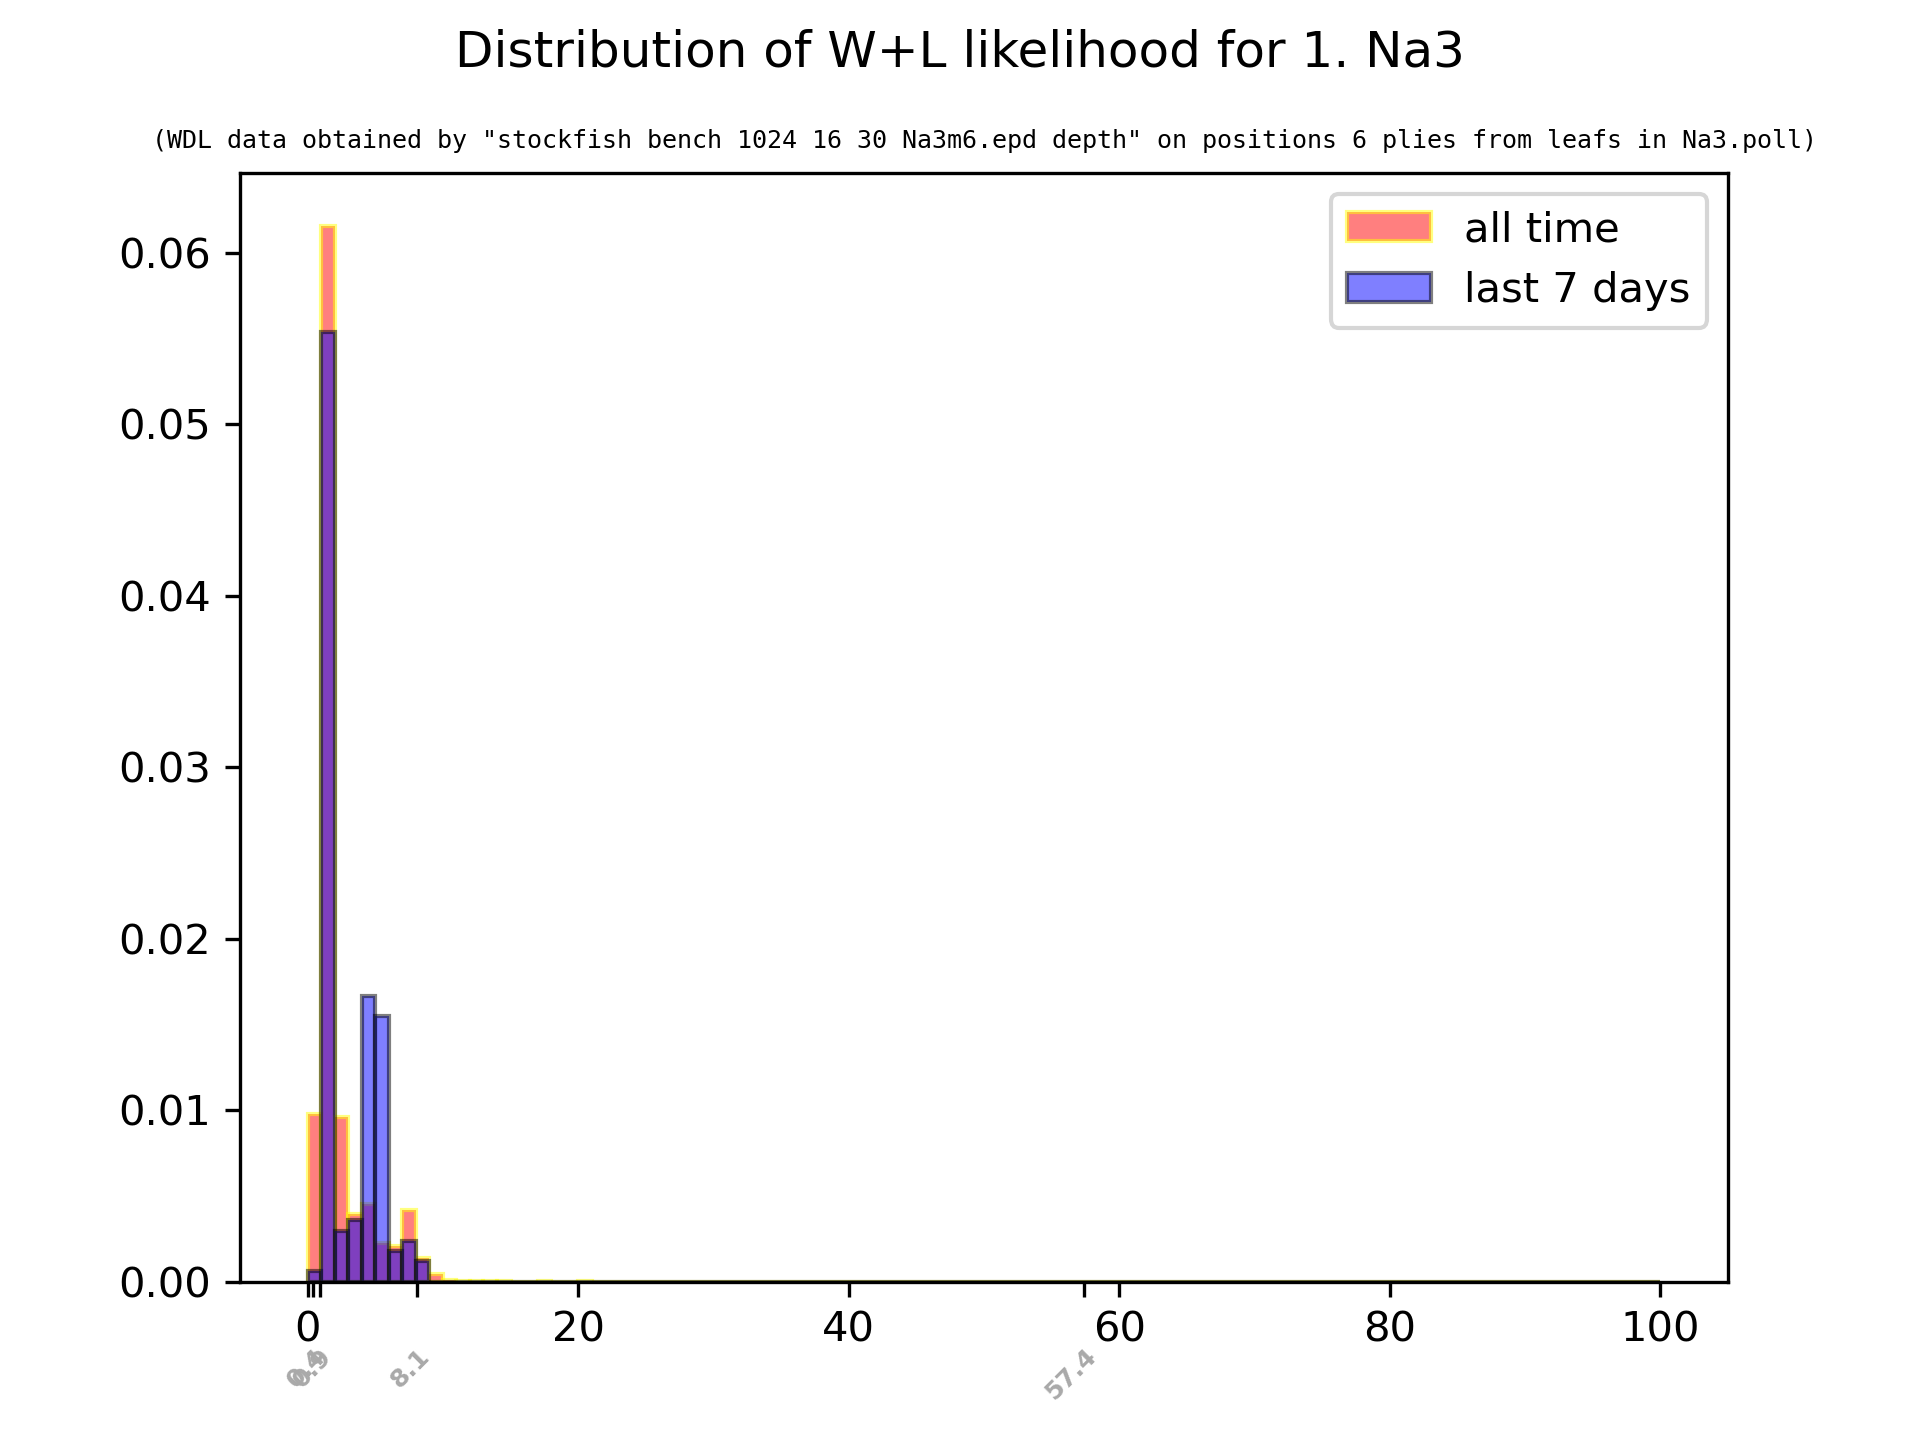 Distribution of W+L likelihood for 1. Na3
(WDL data obtained by "stockfish bench 1024 16 30 Na3m6.epd depth" on positions 6 plies from leafs in Na3.poll)
all time
last 7 days
0.06
0.05
0.04
0.03
0.02
0.01
0.00
0 20 40 60 80 100
8.1 57.4